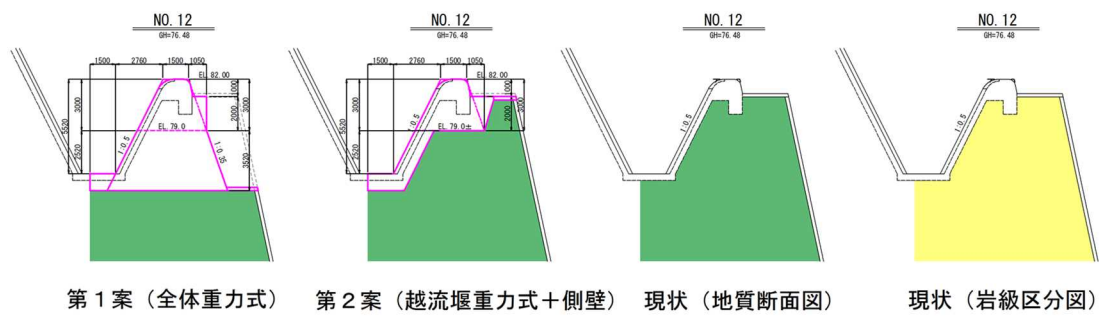 NO. 12
GH=76.48
1500
2760
1500
1050
EL. 82.00
3000
5520
2520
1000
2000
3000
3520
EL. 79.0
1:0.5
1:0.35
第1案（全体重力式）
NO. 12
GH=76.48
1500
2760
1500
1050
EL. 82.00
3000
5520
2520
1000
2000
3000
EL. 79.0±
1:0.5
第2案（越流堰重力式＋側壁）
NO. 12
GH=76.48
1:0.5
現状（地質断面図）
NO. 12
GH=76.48
1:0.5
現状（岩級区分図）